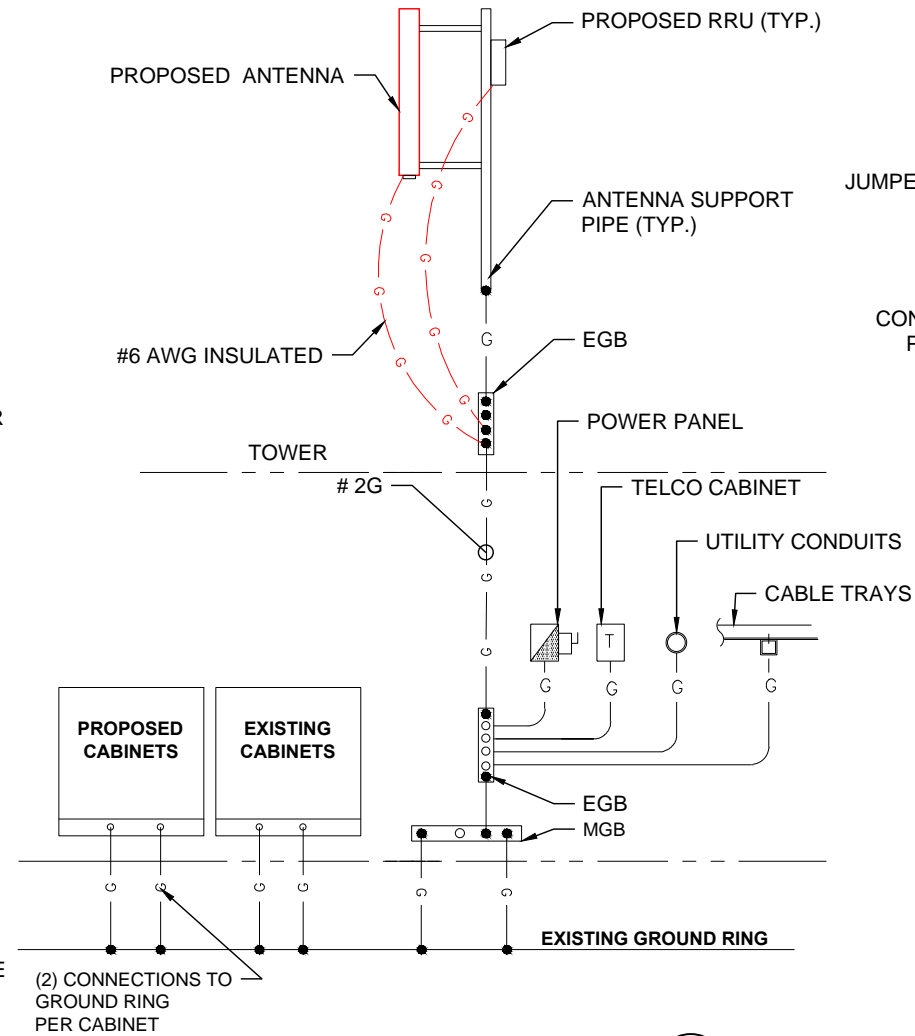 PROPOSED RRU (TYP.)
PROPOSED ANTENNA
G
G
G
G
JUMPE
ANTENNA SUPPORT
PIPE (TYP.)
G
G
G
G
CON
P
G
EGB
#6 AWG INSULATED
G
G
G
G
R
POWER PANEL
TOWER
# 2G
TELCO CABINET
G
UTILITY CONDUITS
G
CABLE TRAYS
T
G
G
G
G
G
PROPOSED
CABINETS
EXISTING
CABINETS
EGB
MGB
G
G
G
G
G
G
EXISTING GROUND RING
E
(2) CONNECTIONS TO
GROUND RING
PER CABINET